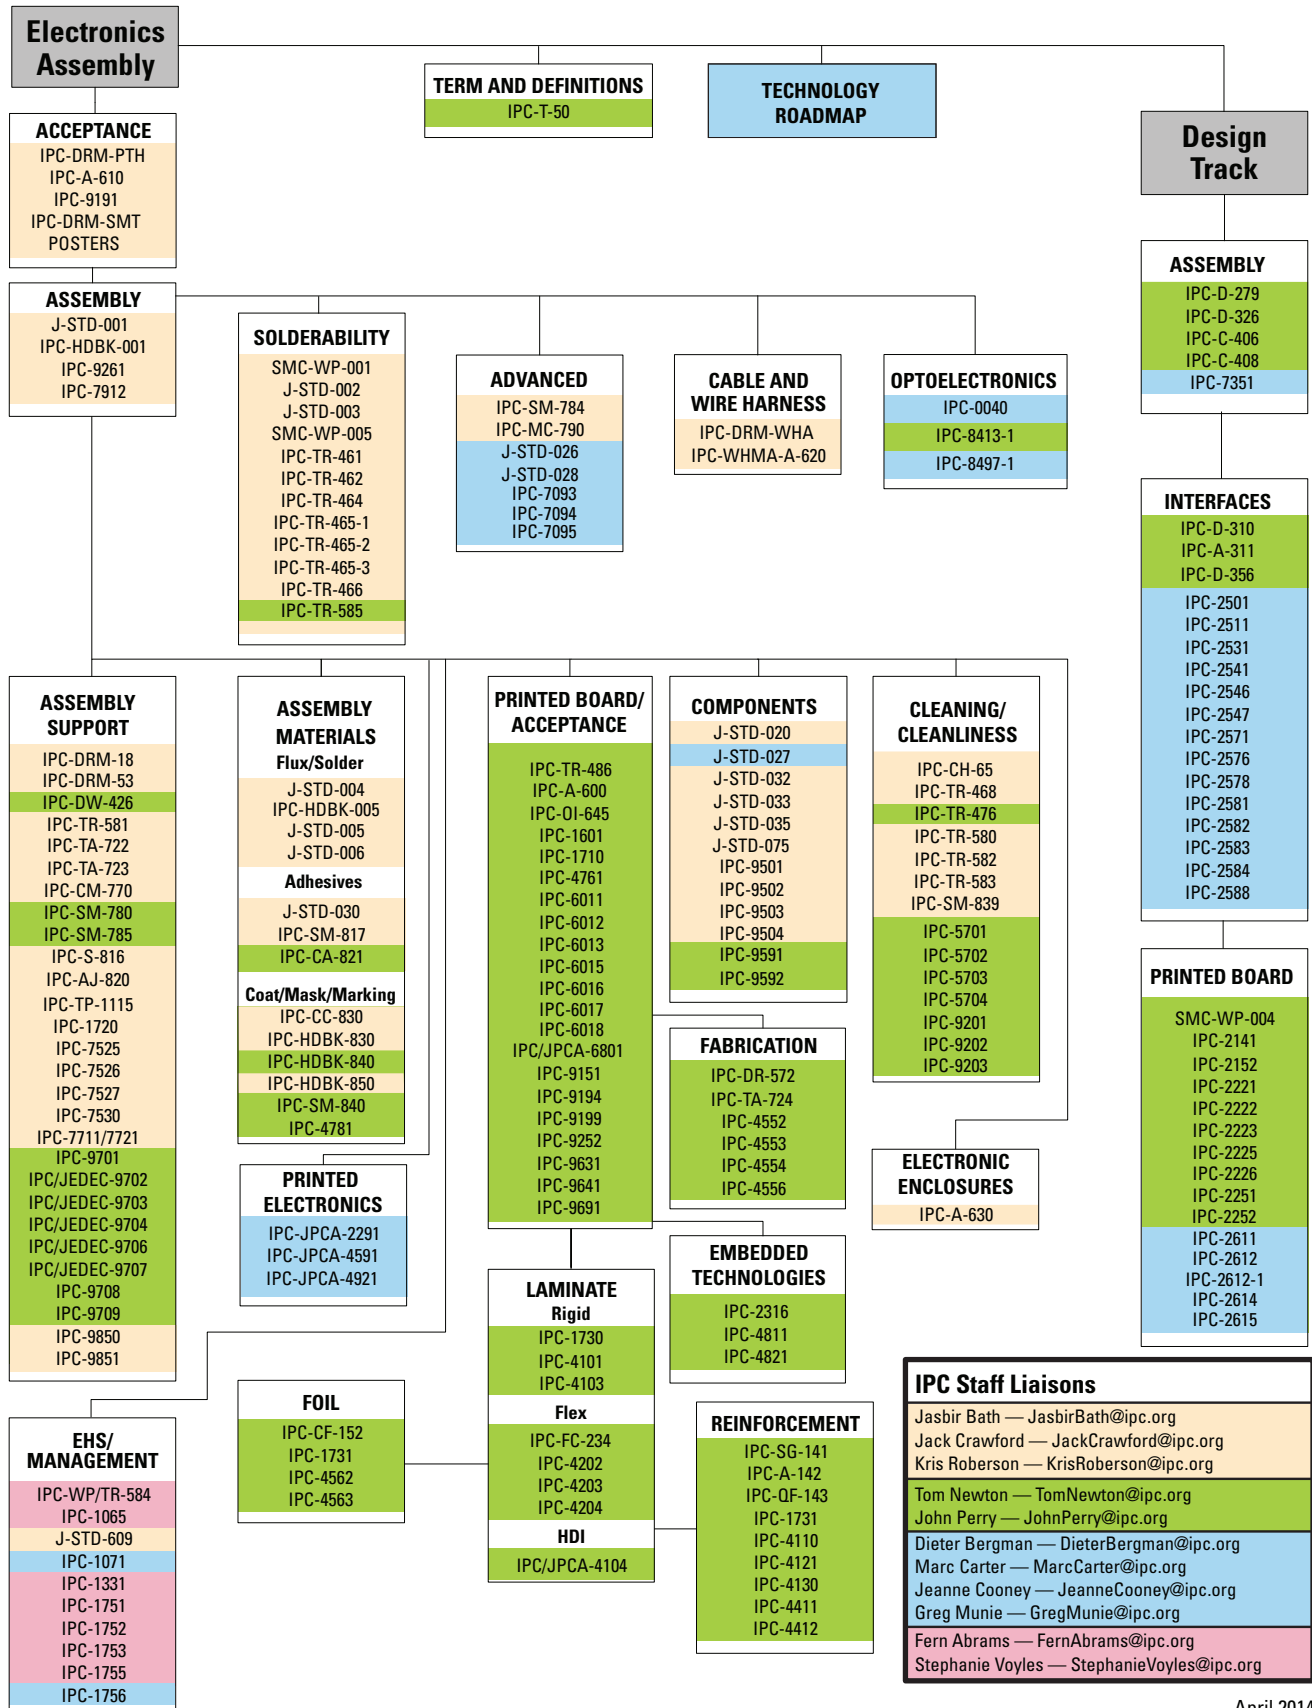 Electronics
Assembly
TERM AND DEFINITIONS
IPC-T-50
TECHNOLOGY
ROADMAP
Design
Track
ACCEPTANCE
IPC-DRM-PTH
IPC-A-610
IPC-9191
IPC-DRM-SMT
POSTERS
ASSEMBLY
J-STD-001
IPC-HDBK-001
IPC-9261
IPC-7912
SOLDERABILITY
SMC-WP-001
J-STD-002
J-STD-003
SMC-WP-005
IPC-TR-461
IPC-TR-462
IPC-TR-464
IPC-TR-465-1
IPC-TR-465-2
IPC-TR-465-3
IPC-TR-466
IPC-TR-585
ADVANCED
IPC-SM-784
IPC-MC-790
J-STD-026
J-STD-028
IPC-7093
IPC-7094
IPC-7095
CABLE AND
WIRE HARNESS
IPC-DRM-WHA
IPC-WHMA-A-620
OPTOELECTRONICS
IPC-0040
IPC-8413-1
IPC-8497-1
ASSEMBLY
IPC-D-279
IPC-D-326
IPC-C-406
IPC-C-408
IPC-7351
INTERFACES
IPC-D-310
IPC-A-311
IPC-D-356
IPC-2501
IPC-2511
IPC-2531
IPC-2541
IPC-2546
IPC-2547
IPC-2571
IPC-2576
IPC-2578
IPC-2581
IPC-2582
IPC-2583
IPC-2584
IPC-2588
PRINTED BOARD
SMC-WP-004
IPC-2141
IPC-2152
IPC-2221
IPC-2222
IPC-2223
IPC-2225
IPC-2226
IPC-2251
IPC-2252
IPC-2611
IPC-2612
IPC-2612-1
IPC-2614
IPC-2615
ASSEMBLY
SUPPORT
IPC-DRM-18
IPC-DRM-53
IPC-DW-426
IPC-TR-581
IPC-TA-722
IPC-TA-723
IPC-CM-770
IPC-SM-780
IPC-SM-785
IPC-S-816
IPC-AJ-820
IPC-TP-1115
IPC-1720
IPC-7525
IPC-7526
IPC-7527
IPC-7530
IPC-7711/7721
IPC-9701
IPC/JEDEC-9702
IPC/JEDEC-9703
IPC/JEDEC-9704
IPC/JEDEC-9706
IPC/JEDEC-9707
IPC-9708
IPC-9709
IPC-9850
IPC-9851
ASSEMBLY
MATERIALS
Flux/Solder
J-STD-004
IPC-HDBK-005
J-STD-005
J-STD-006
Adhesives
J-STD-030
IPC-SM-817
IPC-CA-821
Coat/Mask/Marking
IPC-CC-830
IPC-HDBK-830
IPC-HDBK-840
IPC-HDBK-850
IPC-SM-840
IPC-4781
PRINTED
ELECTRONICS
IPC-JPCA-2291
IPC-JPCA-4591
IPC-JPCA-4921
PRINTED BOARD/
ACCEPTANCE
IPC-TR-486
IPC-A-600
IPC-OI-645
IPC-1601
IPC-1710
IPC-4761
IPC-6011
IPC-6012
IPC-6013
IPC-6015
IPC-6016
IPC-6017
IPC-6018
IPC/JPCA-6801
IPC-9151
IPC-9194
IPC-9199
IPC-9252
IPC-9631
IPC-9641
IPC-9691
COMPONENTS
J-STD-020
J-STD-027
J-STD-032
J-STD-033
J-STD-035
J-STD-075
IPC-9501
IPC-9502
IPC-9503
IPC-9504
IPC-9591
IPC-9592
FABRICATION
IPC-DR-572
IPC-TA-724
IPC-4552
IPC-4553
IPC-4554
IPC-4556
EMBEDDED
TECHNOLOGIES
IPC-2316
IPC-4811
IPC-4821
CLEANING/
CLEANLINESS
IPC-CH-65
IPC-TR-468
IPC-TR-476
IPC-TR-580
IPC-TR-582
IPC-TR-583
IPC-SM-839
IPC-5701
IPC-5702
IPC-5703
IPC-5704
IPC-9201
IPC-9202
IPC-9203
ELECTRONIC
ENCLOSURES
IPC-A-630
LAMINATE
Rigid
IPC-1730
IPC-4101
IPC-4103
Flex
IPC-FC-234
IPC-4202
IPC-4203
IPC-4204
HDI
IPC/JPCA-4104
FOIL
IPC-CF-152
IPC-1731
IPC-4562
IPC-4563
REINFORCEMENT
IPC-SG-141
IPC-A-142
IPC-QF-143
IPC-1731
IPC-4110
IPC-4121
IPC-4130
IPC-4411
IPC-4412
EHS/
MANAGEMENT
IPC-WP/TR-584
IPC-1065
J-STD-609
IPC-1071
IPC-1331
IPC-1751
IPC-1752
IPC-1753
IPC-1755
IPC-1756
IPC Staff Liaisons
Jasbir Bath — JasbirBath@ipc.org
Jack Crawford — JackCrawford@ipc.org
Kris Roberson — KrisRoberson@ipc.org
Tom Newton — TomNewton@ipc.org
John Perry — JohnPerry@ipc.org
Dieter Bergman — DieterBergman@ipc.org
Marc Carter — MarcCarter@ipc.org
Jeanne Cooney — JeanneCooney@ipc.org
Greg Munie — GregMunie@ipc.org
Fern Abrams — FernAbrams@ipc.org
Stephanie Voyles — StephanieVoyles@ipc.org
April 2014